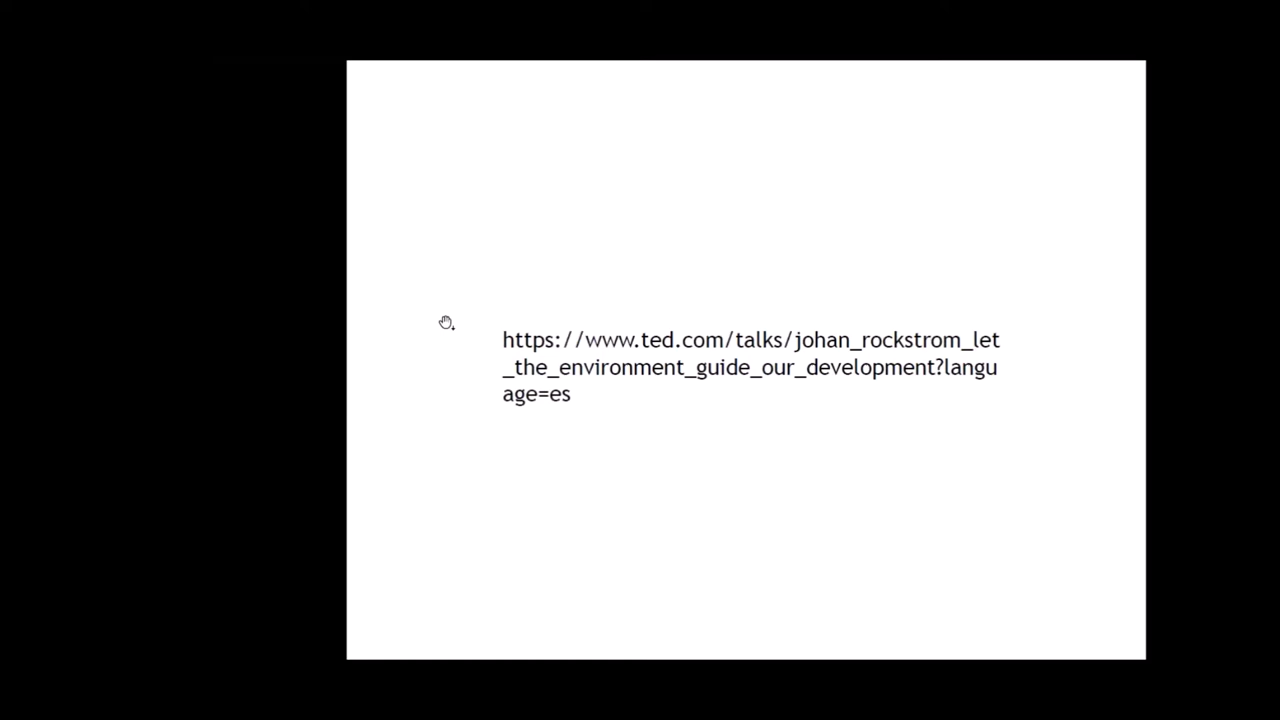 https://www.ted.com/talks/johan_rockstrom_let
_the_environment_guide_our_development?langu
age=es